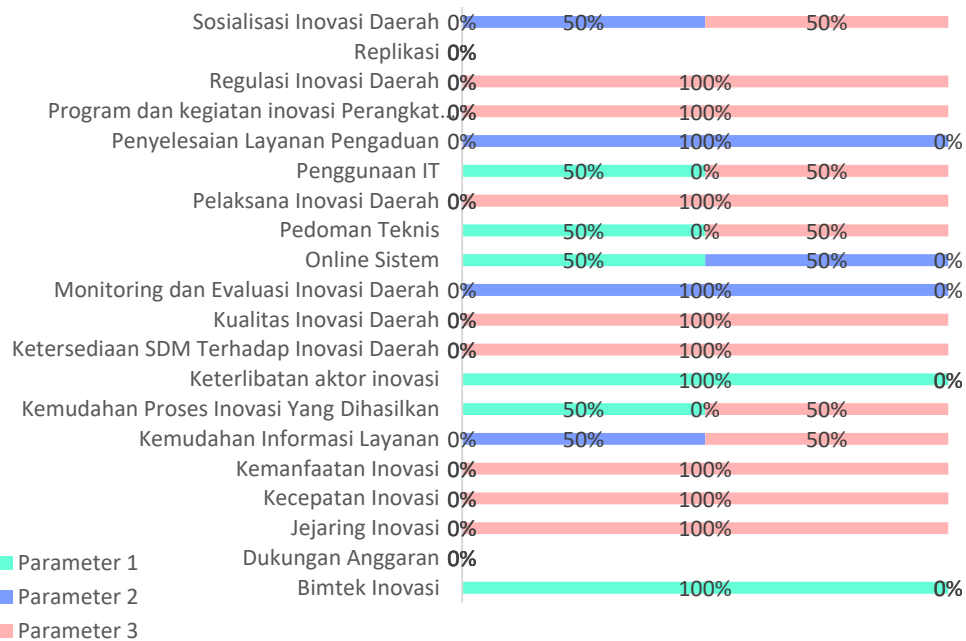 Sosialisasi Inovasi Daerah 0% 50% 50%
Replikasi 0%
Regulasi Inovasi Daerah 0% 100%
Program dan kegiatan inovasi Perangkat... 0% 100%
Penyelesaian Layanan Pengaduan 0% 100% 0%
Penggunaan IT 50% 0% 50%
Pelaksana Inovasi Daerah 0% 100%
Pedoman Teknis 50% 0% 50%
Online Sistem 50% 50% 0%
Monitoring dan Evaluasi Inovasi Daerah 0% 100% 0%
Kualitas Inovasi Daerah 0% 100%
Ketersediaan SDM Terhadap Inovasi Daerah 0% 100%
Keterlibatan aktor inovasi 100% 0%
Kemudahan Proses Inovasi Yang Dihasilkan 50% 0% 50%
Kemudahan Informasi Layanan 0% 50% 50%
Kemanfaatan Inovasi 0% 100%
Kecepatan Inovasi 0% 100%
Jejaring Inovasi 0% 100%
Dukungan Anggaran 0%
Bimtek Inovasi 100% 0%
Parameter 1
Parameter 2
Parameter 3